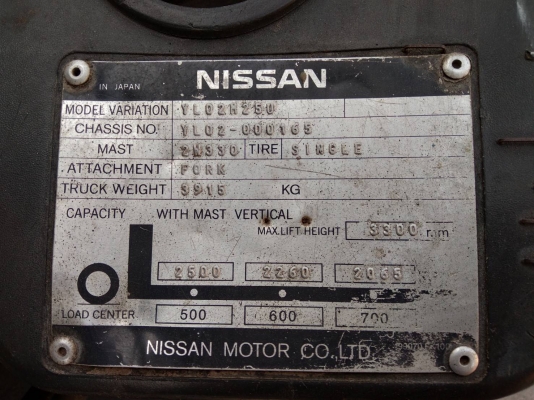 IN JAPAN NISSAN
MODEL VARIATION YL02H250
CHASSIS NO. YL02-000165
MAST 2M330 TIRE SINGLE
ATTACHMENT FORK
TRUCK WEIGHT 3915 KG
CAPACITY WITH MAST VERTICAL
MAX. LIFT HEIGHT 3300 mm
2500 2260 2065
LOAD CENTER 500 600 700
NISSAN MOTOR CO., LTD.